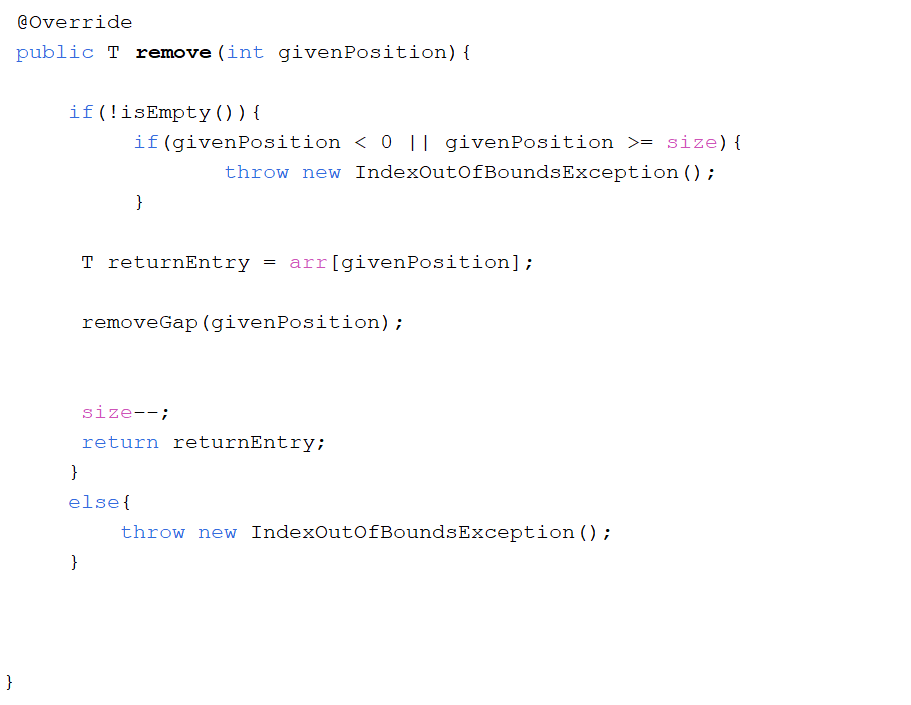 @Override
public T remove(int givenPosition){
if(!isEmpty()){
if(givenPosition < 0 || givenPosition >= size){
throw new IndexOutOfBoundsException();
}
T returnEntry = arr[givenPosition];
removeGap(givenPosition);
size--;
return returnEntry;
}
else{
throw new IndexOutOfBoundsException();
}
}